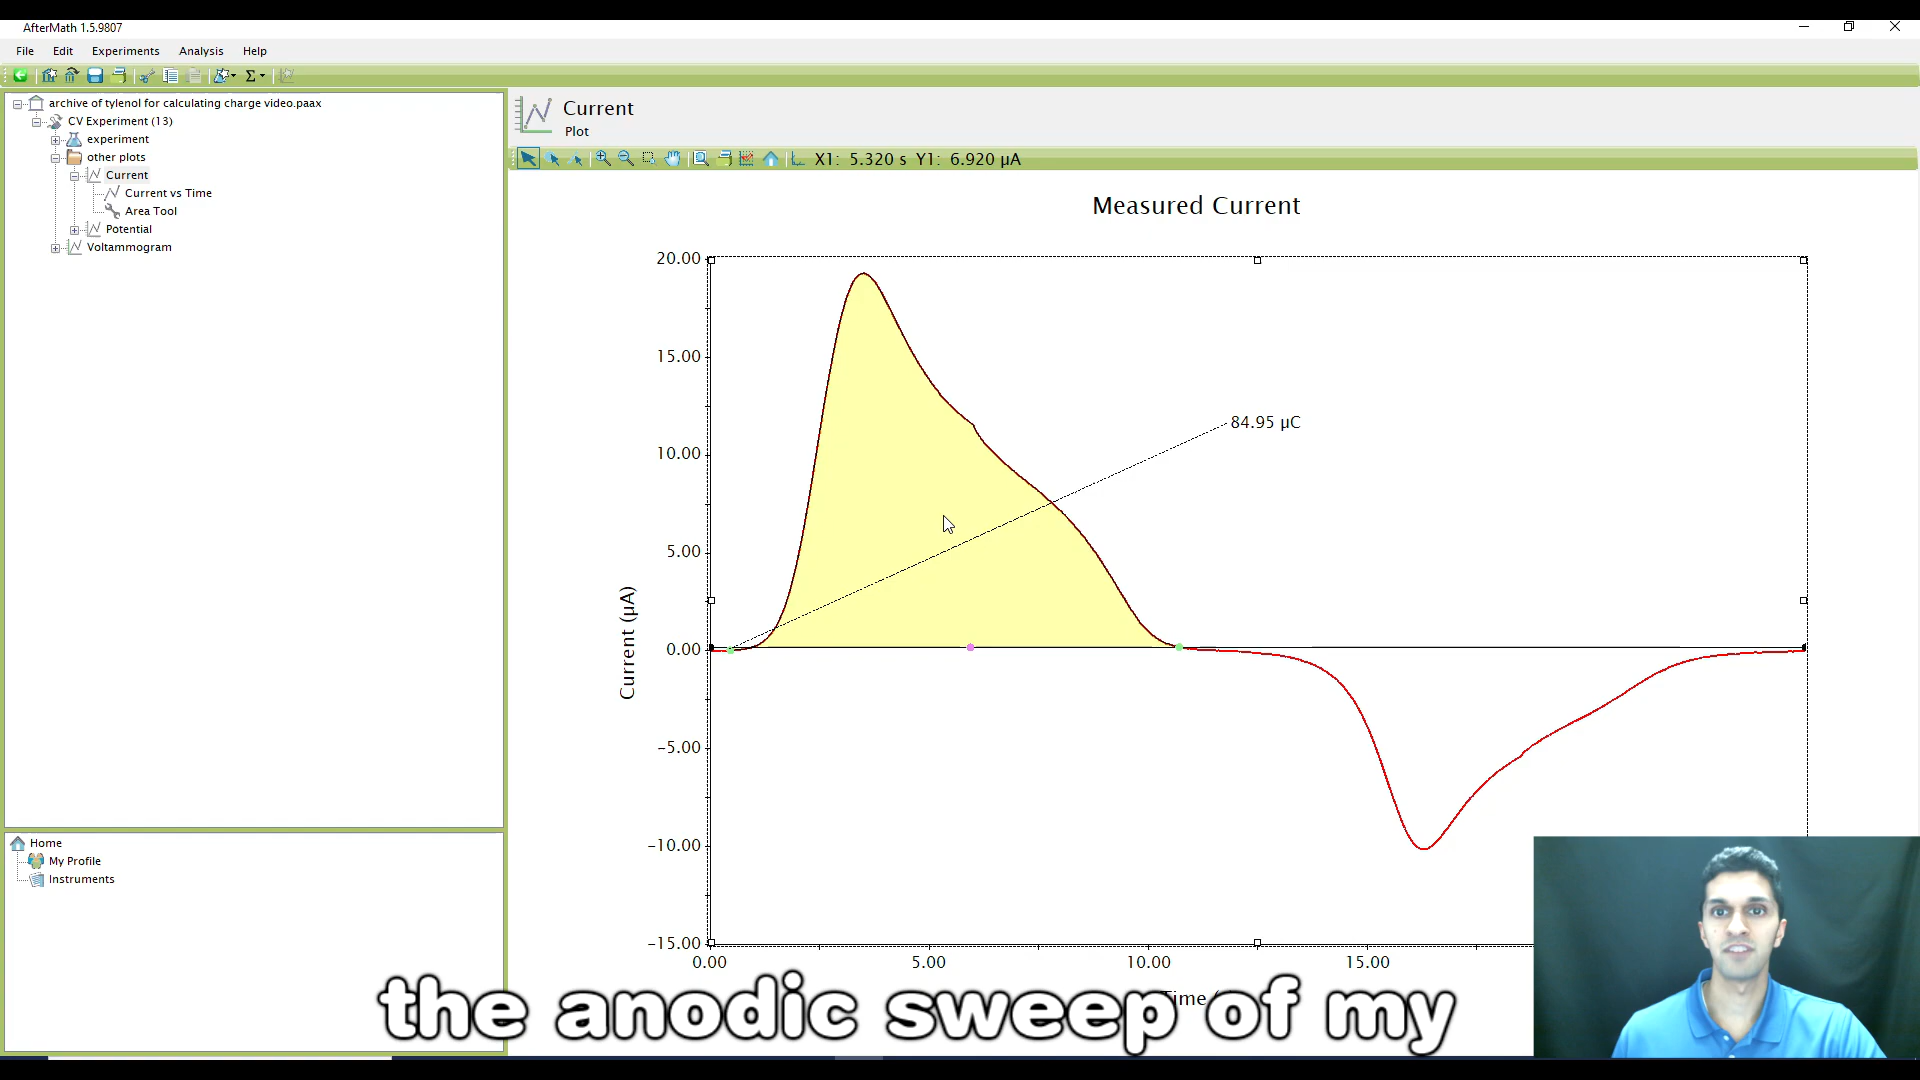 AfterMath 1.5.9807
File Edit Experiments Analysis Help
archive of tylenol for calculating charge video.paax
CV Experiment (13)
experiment
other plots
Current
Current vs Time
Area Tool
Potential
Voltammogram
Home
My Profile
Instruments
Current
Plot
X1: 5.320 s Y1: 6.920 µA
Measured Current
20.00
15.00
10.00
5.00
0.00
-5.00
-10.00
-15.00
Current (µA)
84.95 µC
0.00 5.00 10.00 15.00
Time (
the anodic sweep of my